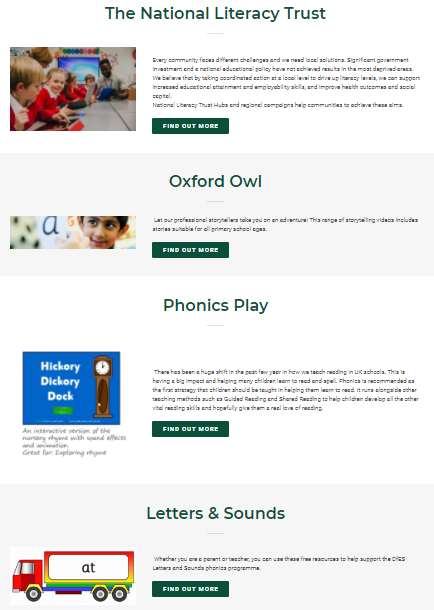 The National Literacy Trust
Every community faces different challenges and we need local solutions. Significant government
investment and a national educational policy have not achieved results in the most deprived areas.
We believe that by taking coordinated action at a local level to drive up literacy levels, we can support
increased educational attainment and employability skills, and improve health outcomes and social
capital.
National Literacy Trust Hubs and regional campaigns help communities to achieve these aims.
FIND OUT MORE
Oxford Owl
a
Let our professional storytellers take you on an adventure! This range of storytelling videos includes
stories suitable for all primary school ages.
FIND OUT MORE
Phonics Play
Hickory
Dickory
Dock
An interactive version of the
nursery rhyme with sound effects
and animation.
Great for: Exploring rhyme
There has been a huge shift in the past few year in how we teach reading in UK schools. This is
having a big impact and helping many children learn to read and spell. Phonics is recommended as
the first strategy that children should be taught in helping them learn to read. It runs alongside other
teaching methods such as Guided Reading and Shared Reading to help children develop all the other
vital reading skills and hopefully give them a real love of reading.
FIND OUT MORE
Letters & Sounds
at
Whether you are a parent or teacher, you can use these free resources to help support the DfES
Letters and Sounds phonics programme.
FIND OUT MORE